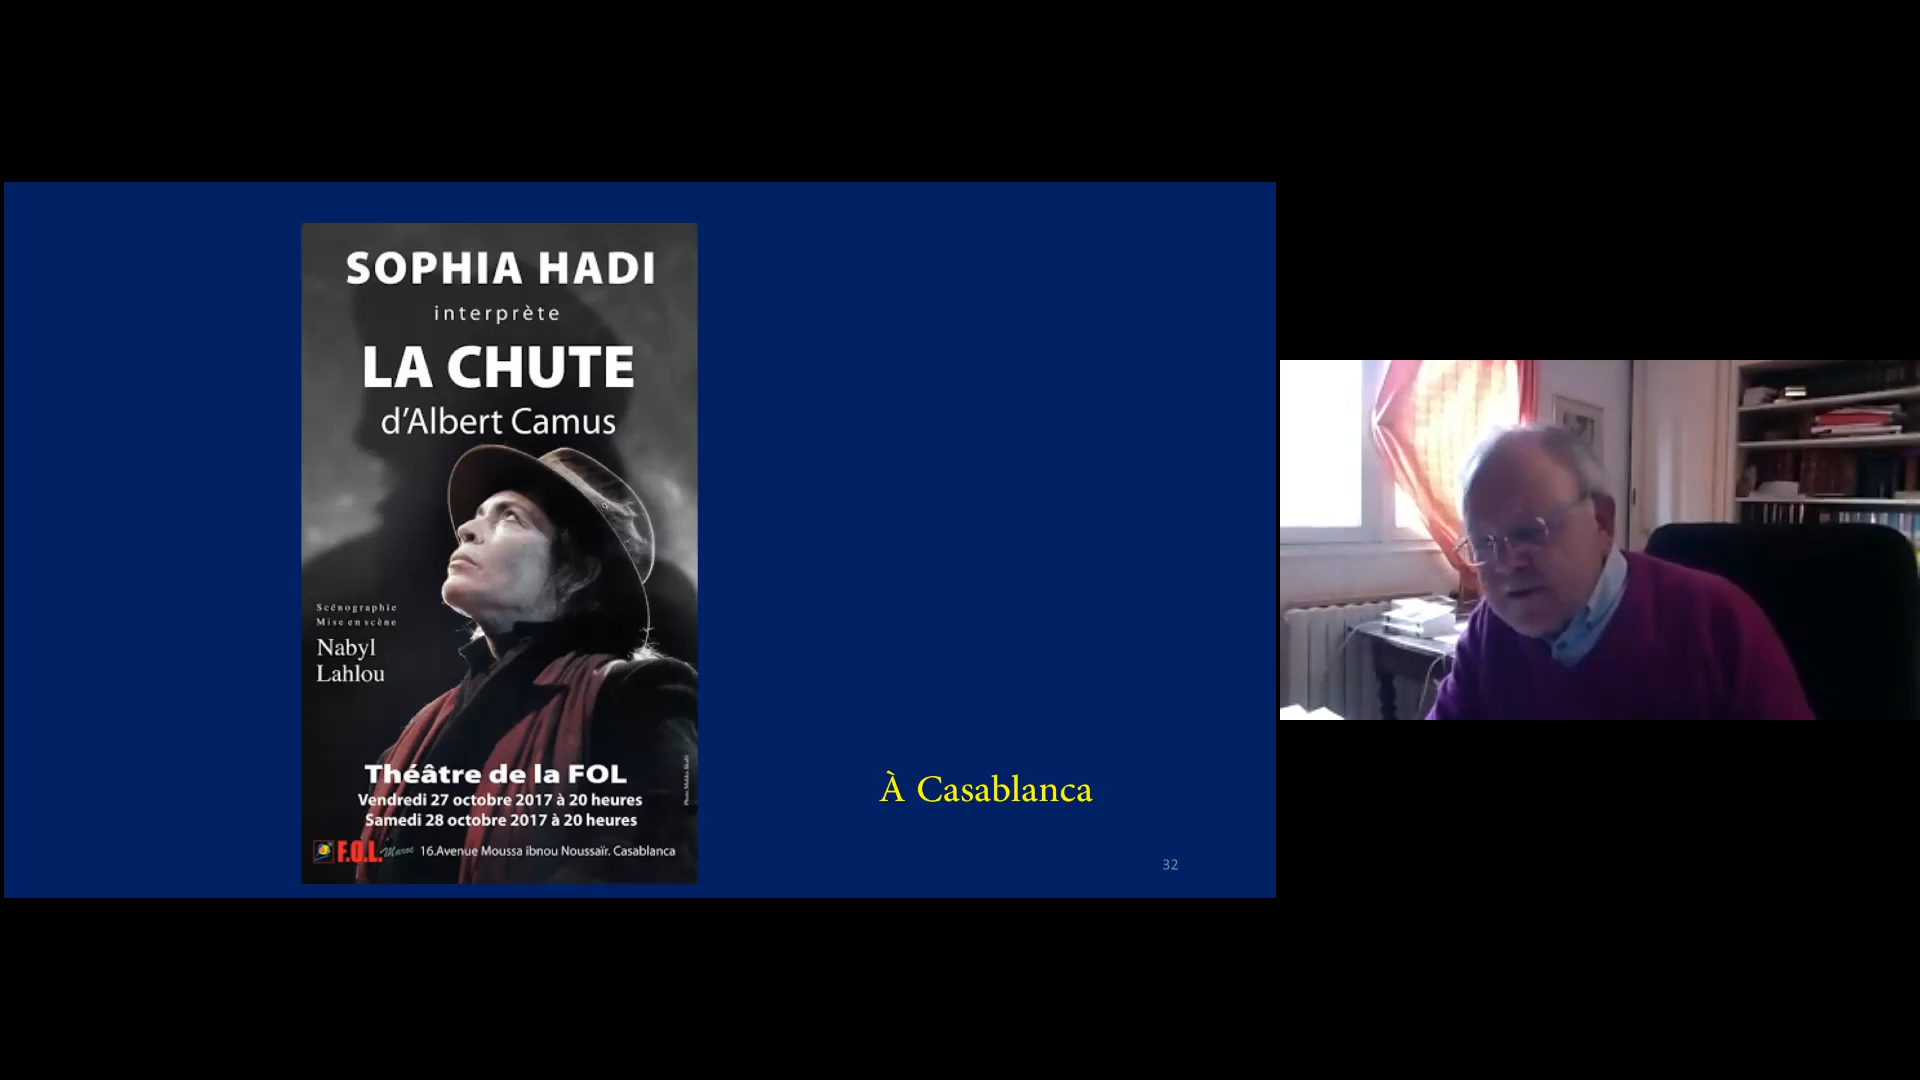 SOPHIA HADI
interprète
LA CHUTE
d'Albert Camus
Scénographie
Mise en scène
Nabyl
Lahlou
Théâtre de la FOL
Vendredi 27 octobre 2017 à 20 heures
Samedi 28 octobre 2017 à 20 heures
F.O.L. Maroc 16.Avenue Moussa ibnou Noussaïr. Casablanca
À Casablanca
32